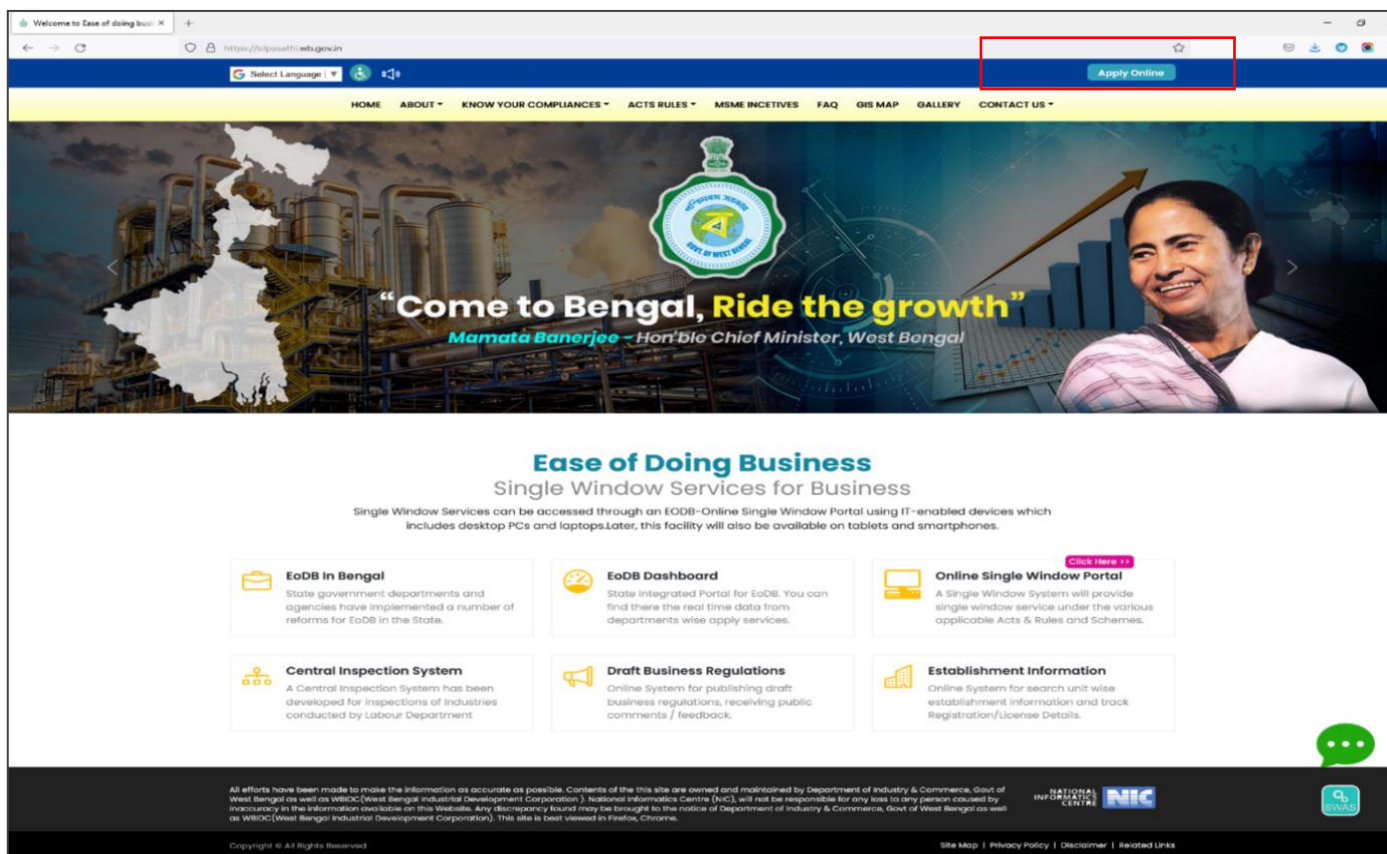 Welcome to Ease of doing busin
https://silpasathi.wb.gov.in
Select Language
Apply Online
HOME ABOUT KNOW YOUR COMPLIANCES ACTS RULES MSME INCETIVES FAQ GIS MAP GALLERY CONTACT US
পশ্চিমবঙ্গ সরকার
ব
GOVT. OF WEST BENGAL
“Come to Bengal, Ride the growth”
Mamata Banerjee - Hon'ble Chief Minister, West Bengal
Ease of Doing Business
Single Window Services for Business
Single Window Services can be accessed through an EODB-Online Single Window Portal using IT-enabled devices which
includes desktop PCs and laptops.Later, this facility will also be available on tablets and smartphones.
EoDB In Bengal
State government departments and
agencies have implemented a number of
reforms for EoDB in the State.
EoDB Dashboard
State Integrated Portal for EoDB. You can
find there the real time data from
departments wise apply services.
Click Here >>
Online Single Window Portal
A Single Window System will provide
single window service under the various
applicable Acts & Rules and Schemes.
Central Inspection System
A Central Inspection System has been
developed for inspections of Industries
conducted by Labour Department
Draft Business Regulations
Online System for publishing draft
business regulations, receiving public
comments / feedback.
Establishment Information
Online System for search unit wise
establishment information and track
Registration/License Details.
All efforts have been made to make the information as accurate as possible. Contents of the this site are owned and maintained by Department of Industry & Commerce, Govt of
West Bengal as well as WBIDC(West Bengal Industrial Development Corporation ). National Informatics Centre (NIC), will not be responsible for any loss to any person caused by
inaccuracy in the information available on this Website. Any discrepancy found may be brought to the notice of Department of Industry & Commerce, Govt of West Bengal as well
as WBIDC(West Bengal Industrial Development Corporation). This site is best viewed in Firefox, Chrome.
NATIONAL
INFORMATICS
CENTRE
NIC
SWAS
Copyright © All Rights Reserved
Site Map | Privacy Policy | Disclaimer | Related Links